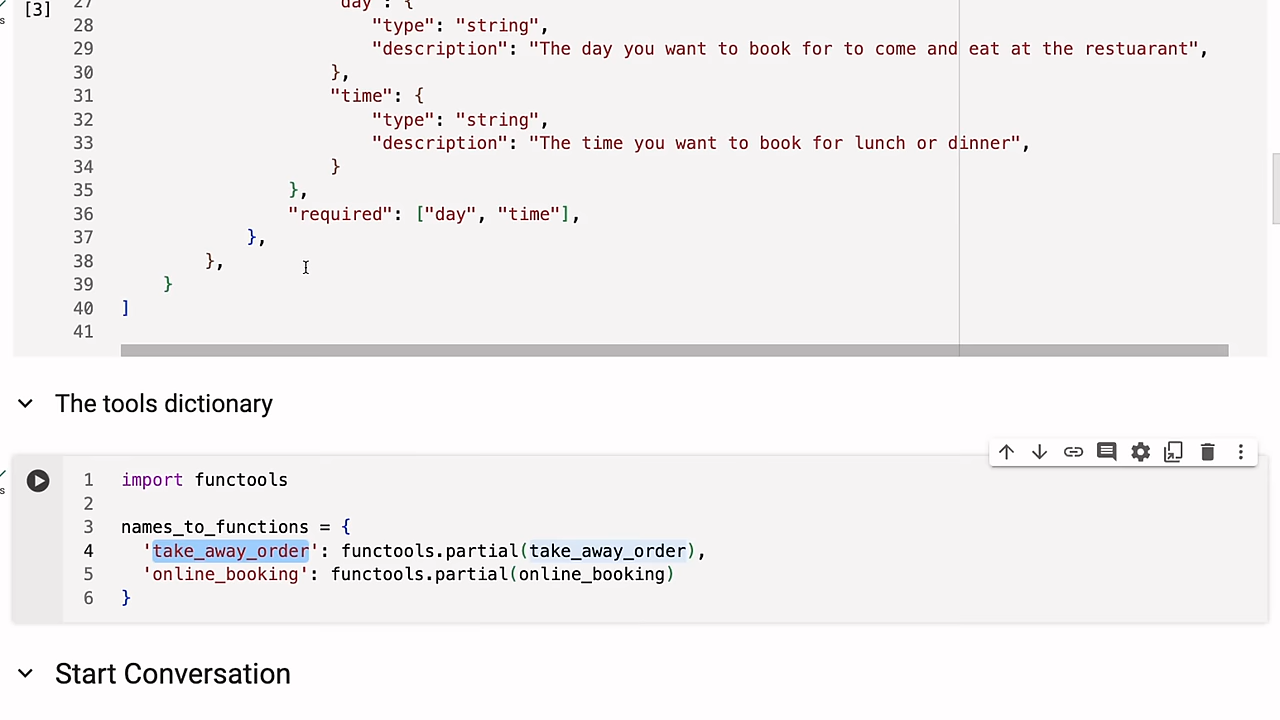 [3]
27 "day": {
28 "type": "string",
29 "description": "The day you want to book for to come and eat at the restuarant",
30 },
31 "time": {
32 "type": "string",
33 "description": "The time you want to book for lunch or dinner",
34 }
35 },
36 "required": ["day", "time"],
37 },
38 },
39 }
40 ]
41
The tools dictionary
1 import functools
2
3 names_to_functions = {
4 'take_away_order': functools.partial(take_away_order),
5 'online_booking': functools.partial(online_booking)
6 }
Start Conversation